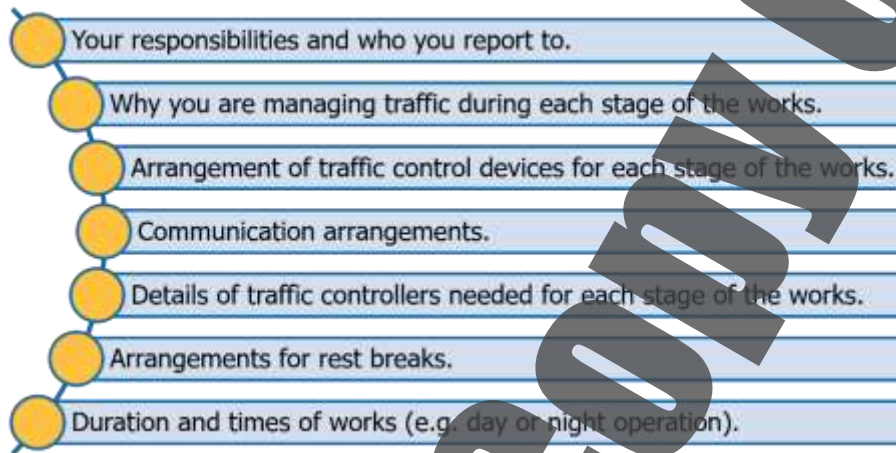 Your responsibilities and who you report to.
Why you are managing traffic during each stage of the works.
Arrangement of traffic control devices for each stage of the works.
Communication arrangements.
Details of traffic controllers needed for each stage of the works.
Arrangements for rest breaks.
Duration and times of works (e.g. day or night operation).
Copy